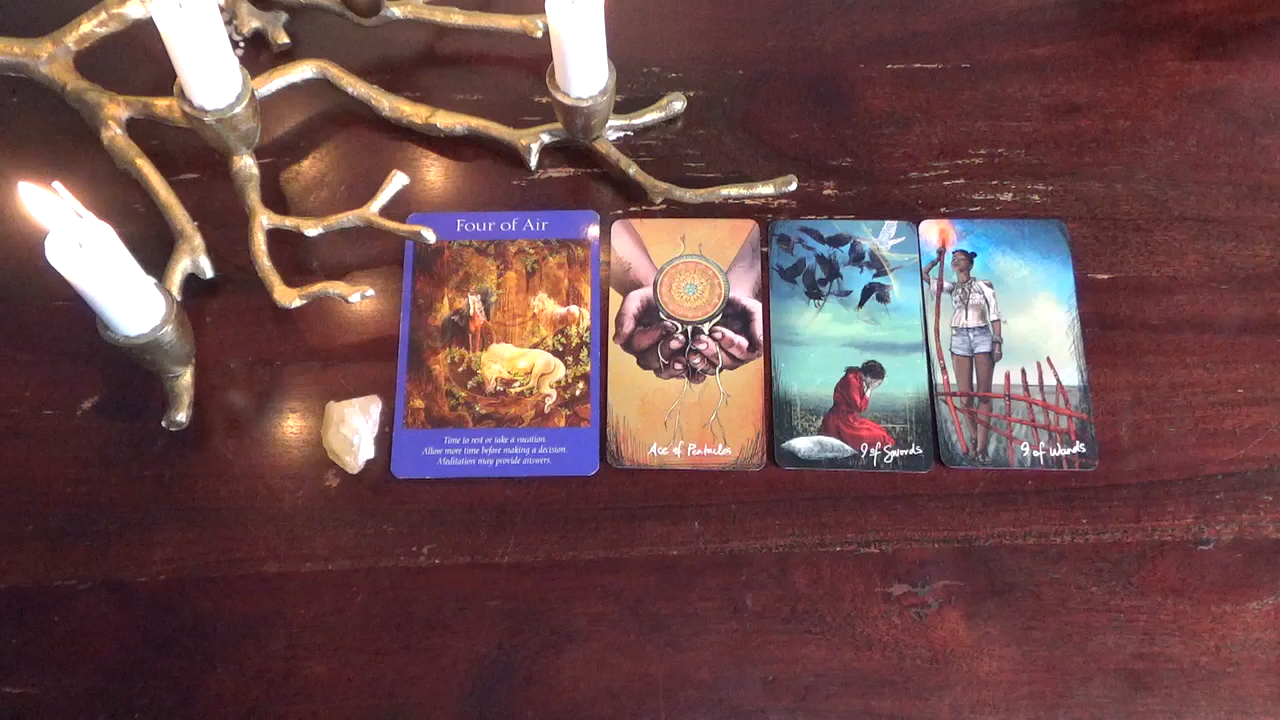 Four of Air
Time to rest or take a vacation.
Allow more time before making a decision.
Meditation may provide answers.
Ace of Pentacles
9 of Swords
9 of Wands